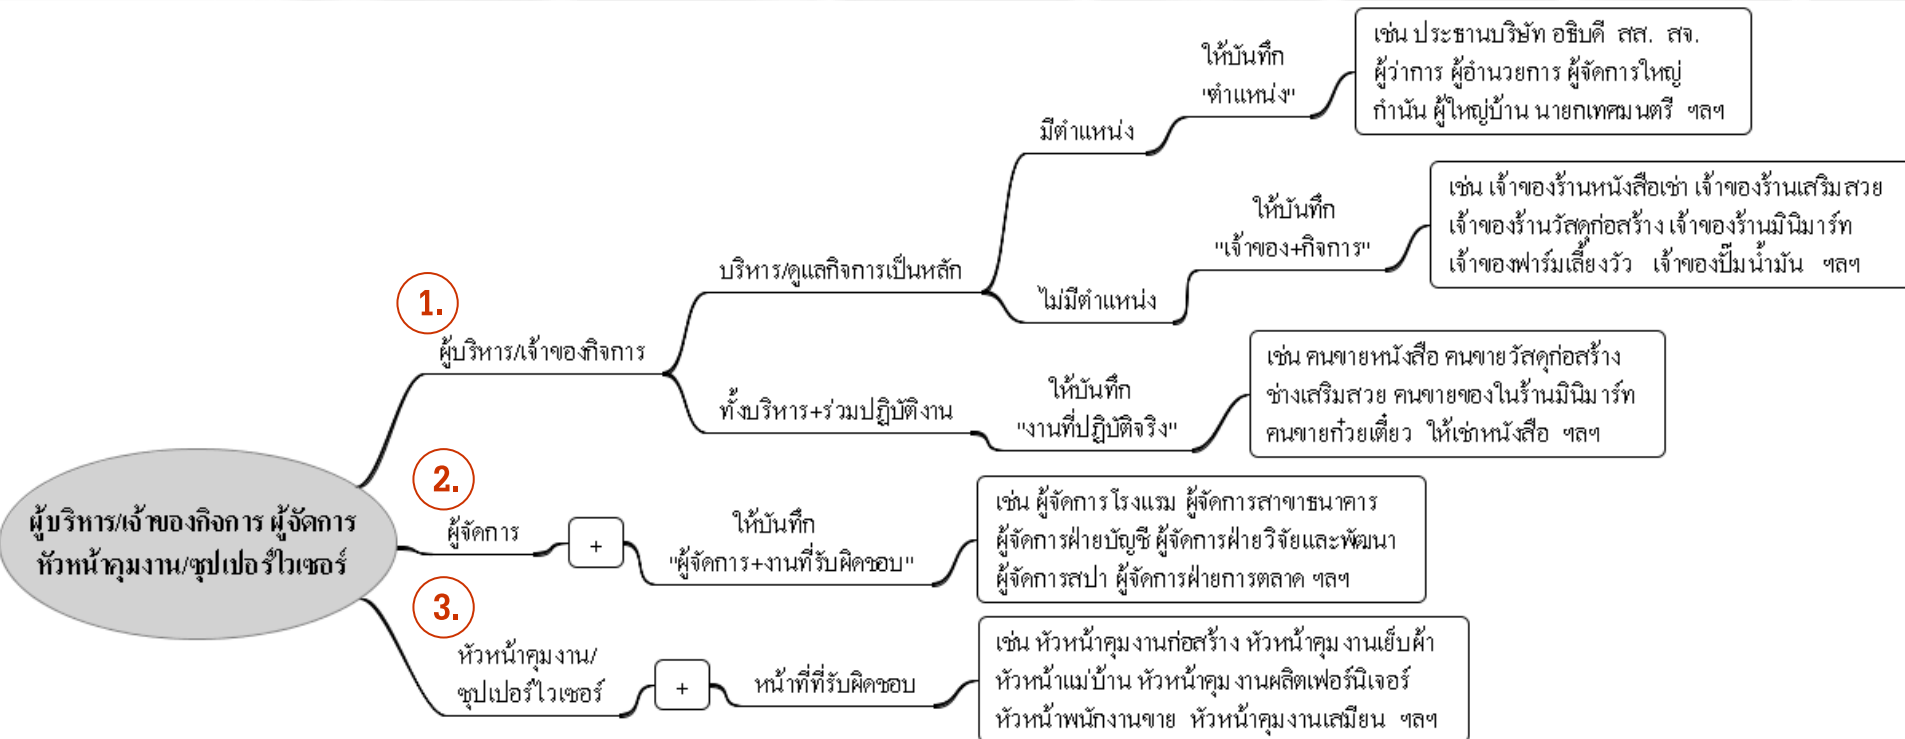 ผู้บริหาร/เจ้าของกิจการ ผู้จัดการ
หัวหน้าคุมงาน/ซุปเปอร์ไวเซอร์
1.
ผู้บริหาร/เจ้าของกิจการ
บริหาร/ดูแลกิจการเป็นหลัก
มีตำแหน่ง
ให้บันทึก
"ตำแหน่ง"
เช่น ประธานบริษัท อธิบดี สส. สจ.
ผู้ว่าการ ผู้อำนวยการ ผู้จัดการใหญ่
กำนัน ผู้ใหญ่บ้าน นายกเทศมนตรี ฯลฯ
ไม่มีตำแหน่ง
ให้บันทึก
"เจ้าของ+กิจการ"
เช่น เจ้าของร้านหนังสือเช่า เจ้าของร้านเสริมสวย
เจ้าของร้านวัสดุก่อสร้าง เจ้าของร้านมินิมาร์ท
เจ้าของฟาร์มเลี้ยงวัว เจ้าของปั๊มน้ำมัน ฯลฯ
ทั้งบริหาร+ร่วมปฏิบัติงาน
ให้บันทึก
"งานที่ปฏิบัติจริง"
เช่น คนขายหนังสือ คนขายวัสดุก่อสร้าง
ช่างเสริมสวย คนขายของในร้านมินิมาร์ท
คนขายก๋วยเตี๋ยว ให้เช่าหนังสือ ฯลฯ
2.
ผู้จัดการ
+
ให้บันทึก
"ผู้จัดการ+งานที่รับผิดชอบ"
เช่น ผู้จัดการโรงแรม ผู้จัดการสาขาธนาคาร
ผู้จัดการฝ่ายบัญชี ผู้จัดการฝ่ายวิจัยและพัฒนา
ผู้จัดการสปา ผู้จัดการฝ่ายการตลาด ฯลฯ
3.
หัวหน้าคุมงาน/
ซุปเปอร์ไวเซอร์
+
หน้าที่ที่รับผิดชอบ
เช่น หัวหน้าคุมงานก่อสร้าง หัวหน้าคุมงานเย็บผ้า
หัวหน้าแม่บ้าน หัวหน้าคุมงานผลิตเฟอร์นิเจอร์
หัวหน้าพนักงานขาย หัวหน้าคุมงานเสมียน ฯลฯ